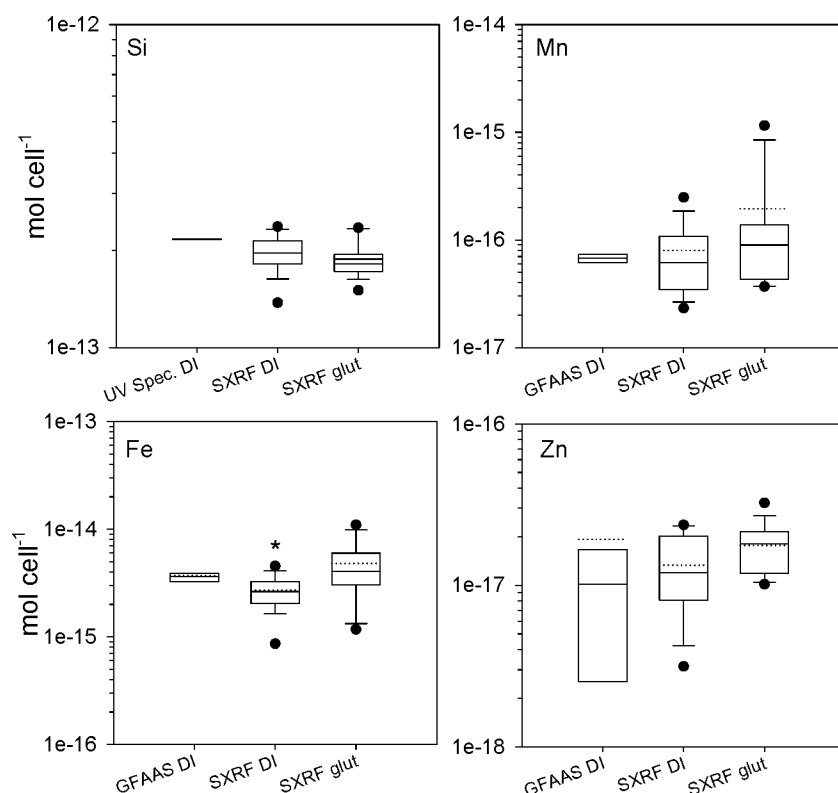 Si
1e-12
1e-13
mol cell-1
UV Spec. DI
SXRF DI
SXRF glut
Mn
1e-14
1e-15
1e-16
1e-17
GFAAS DI
SXRF DI
SXRF glut
Fe
1e-13
1e-14
1e-15
1e-16
mol cell-1
*
GFAAS DI
SXRF DI
SXRF glut
Zn
1e-16
1e-17
1e-18
GFAAS DI
SXRF DI
SXRF glut